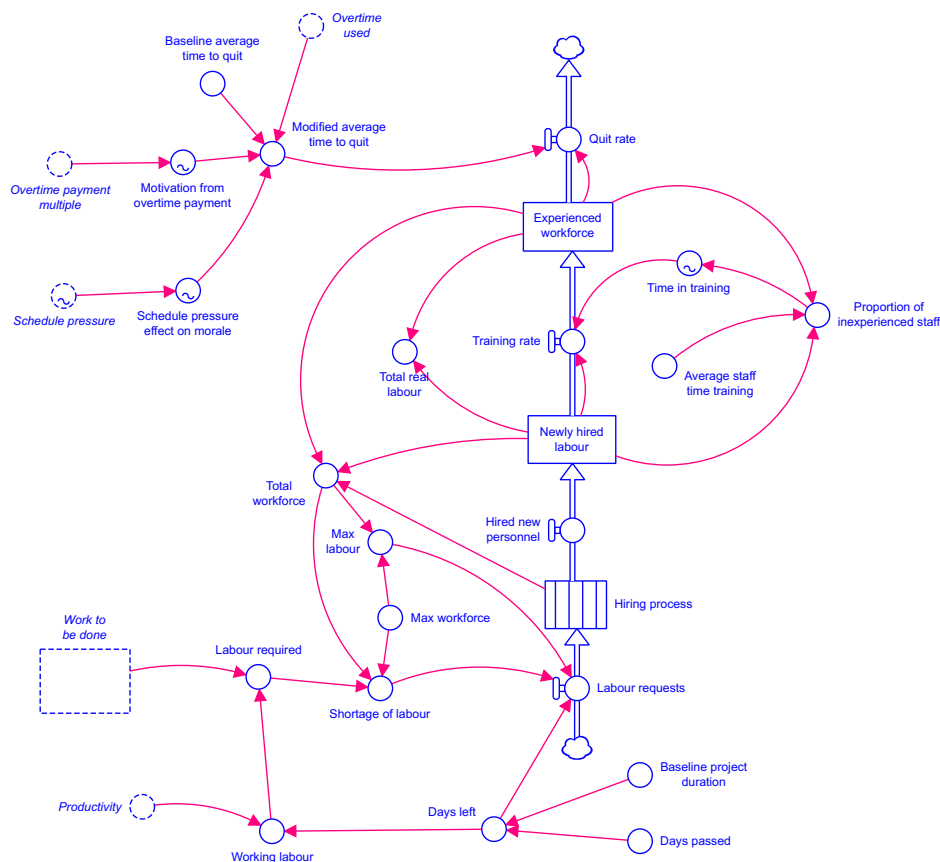 Overtime
used
Baseline average
time to quit
Modified average
time to quit
Quit rate
Overtime payment
multiple
Motivation from
overtime payment
Experienced
workforce
Schedule pressure
Schedule pressure
effect on morale
Time in training
Proportion of
inexperienced staff
Training rate
Total real
labour
Average staff
time training
Newly hired
labour
Total
workforce
Hired new
personnel
Max
labour
Hiring process
Max workforce
Work to
be done
Labour required
Labour requests
Shortage of labour
Baseline project
duration
Productivity
Days left
Days passed
Working labour